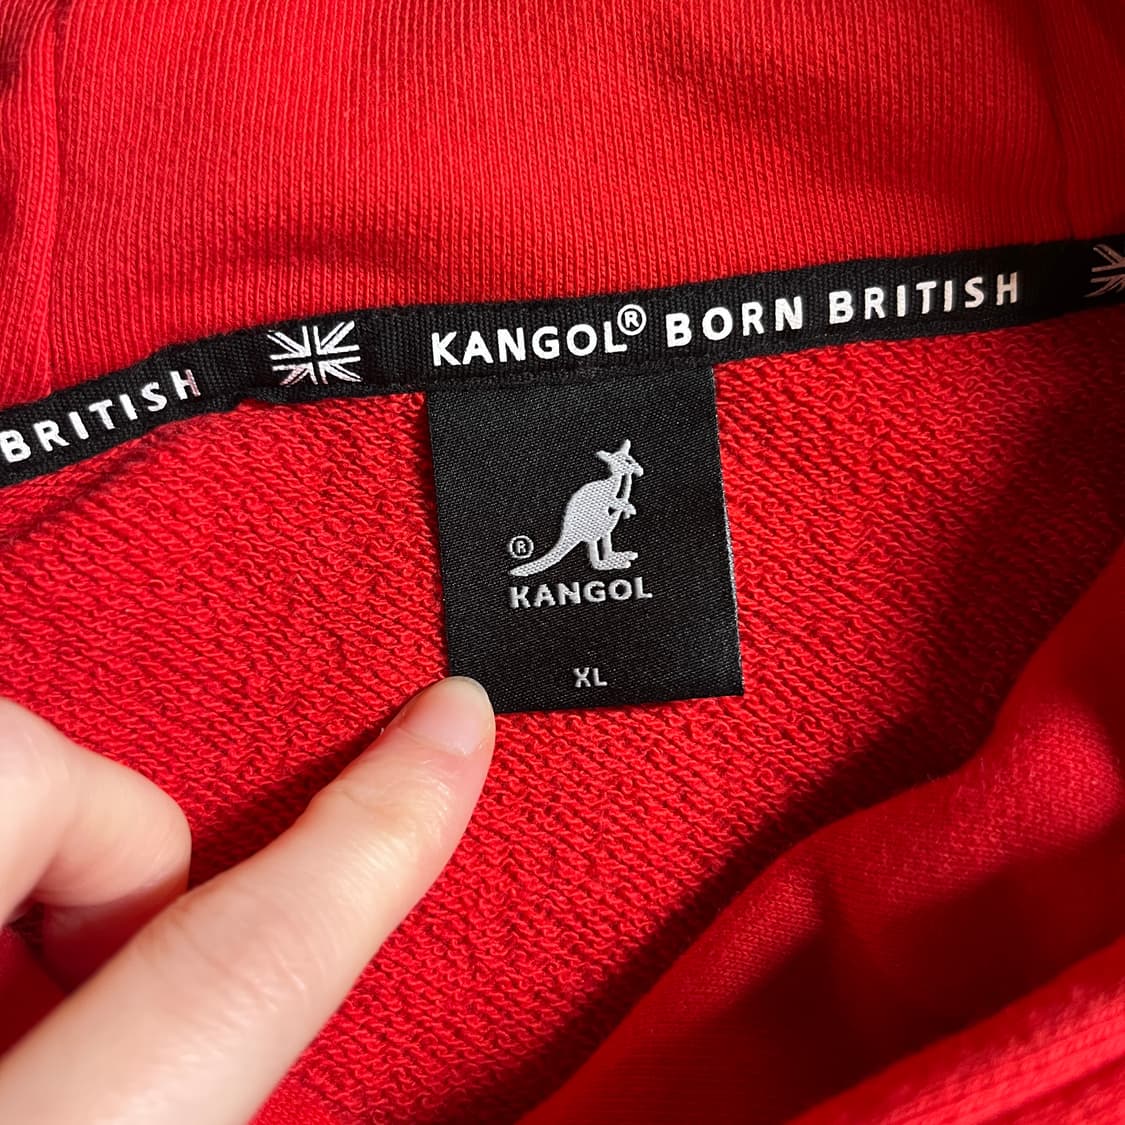 BRITISH
KANGOL® BORN BRITISH
®
KANGOL
XL